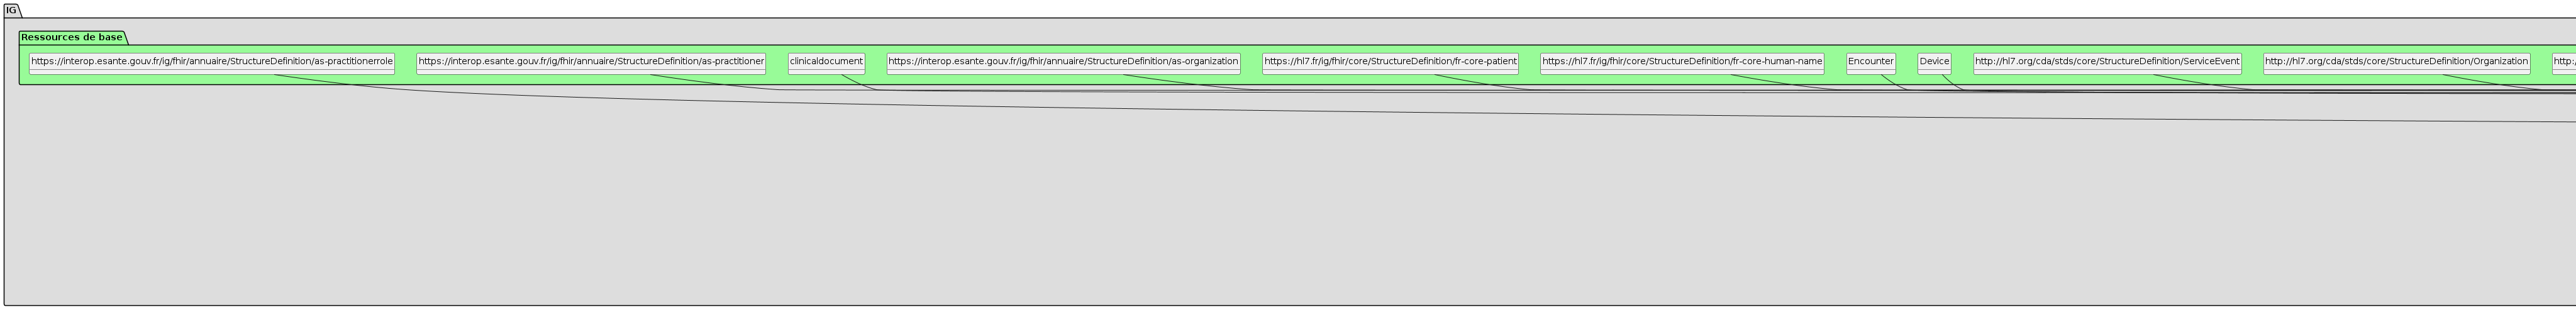 IG
Ressources de base
https://interop.esante.gouv.fr/ig/fhir/annuaire/StructureDefinition/as-practitionerrole
https://interop.esante.gouv.fr/ig/fhir/annuaire/StructureDefinition/as-practitioner
clinicaldocument
https://interop.esante.gouv.fr/ig/fhir/annuaire/StructureDefinition/as-organization
https://hl7.fr/ig/fhir/core/StructureDefinition/fr-core-patient
https://hl7.fr/ig/fhir/core/StructureDefinition/fr-core-human-name
Encounter
Device
http://hl7.org/cda/stds/core/StructureDefinition/ServiceEvent
http://hl7.org/cda/stds/core/StructureDefinition/Organization
http: